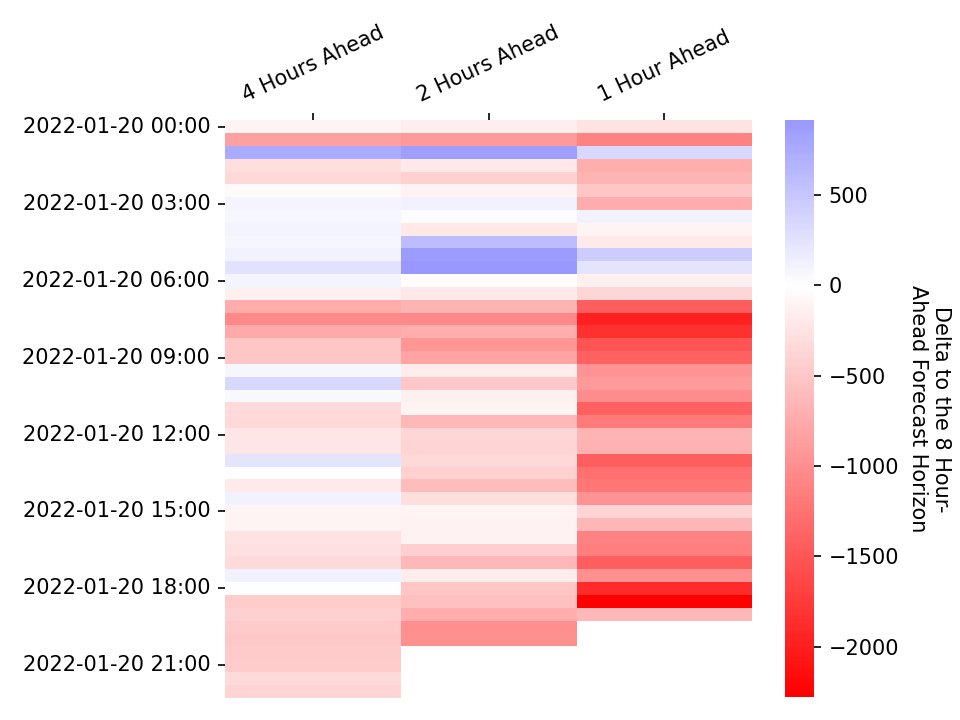 4 Hours Ahead
2 Hours Ahead
1 Hour Ahead
2022-01-20 00:00
2022-01-20 03:00
2022-01-20 06:00
2022-01-20 09:00
2022-01-20 12:00
2022-01-20 15:00
2022-01-20 18:00
2022-01-20 21:00
500
0
−500
−1000
−1500
−2000
Delta to the 8 Hour-
Ahead Forecast Horizon